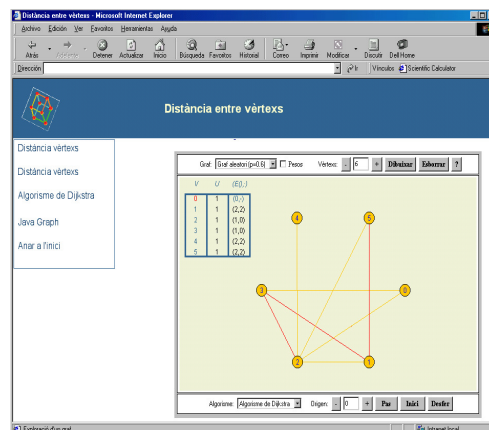 Distància entre vèrtexs - Microsoft Internet Explorer
Archivo Edición Ver Favoritos Herramientas Ayuda
Atrás Adelante Detener Actualizar Inicio Búsqueda Favoritos Historial Correo Imprimir Modificar Discutir Dell Home
Dirección Ir Vínculos Scientific Calculator
Distància entre vèrtexs
Distància vèrtexs
Distància vèrtexs
Algorisme de Dijkstra
Java Graph
Anar a l'inici
Graf: Graf aleatori (p=0.6) Pesos Vèrtexs: - 6 + Dibuixar Esborrar ?
V U (E(l),·)
0 1 (0,-)
1 1 (2,2)
2 1 (1,0)
3 1 (1,0)
4 1 (2,2)
5 1 (2,2)
4 5
3 0
2 1
Algorisme: Algorisme de Dijkstra Origen: - 0 + Pas Inici Desfer
Exploració d'un graf Intranet local